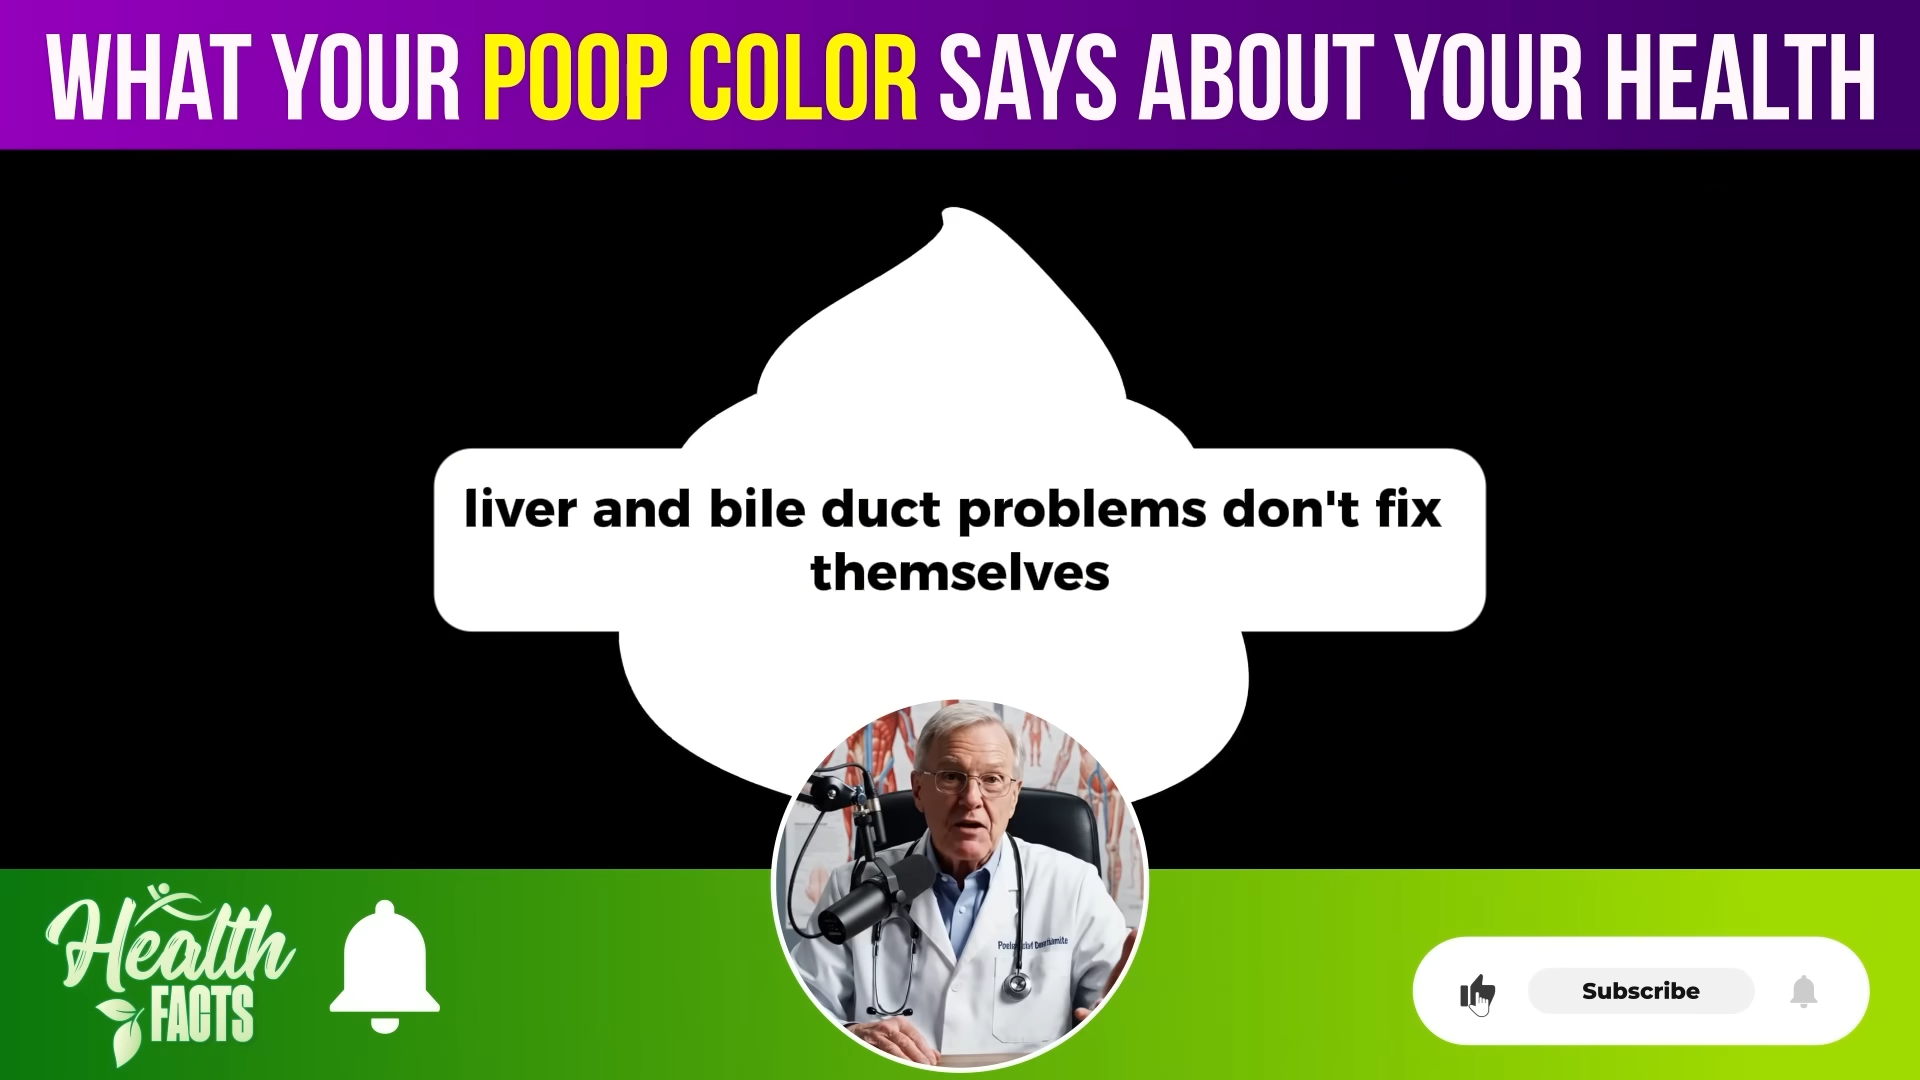 WHAT YOUR POOP COLOR SAYS ABOUT YOUR HEALTH
liver and bile duct problems don't fix
themselves
Health
FACTS
Subscribe